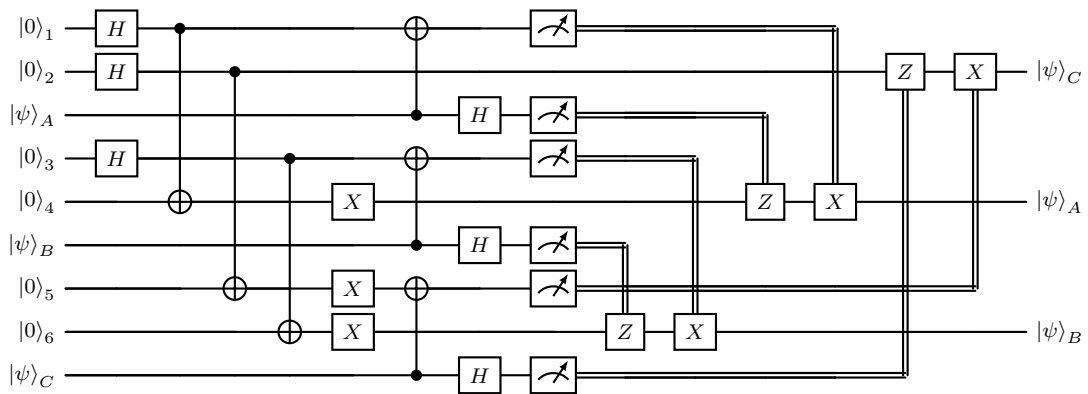 |0⟩₁ H
|0⟩₂ H Z X |ψ⟩_C
|ψ⟩_A H
|0⟩₃ H
|0⟩₄ X Z X |ψ⟩_A
|ψ⟩_B H
|0⟩₅ X
|0⟩₆ X Z X |ψ⟩_B
|ψ⟩_C H